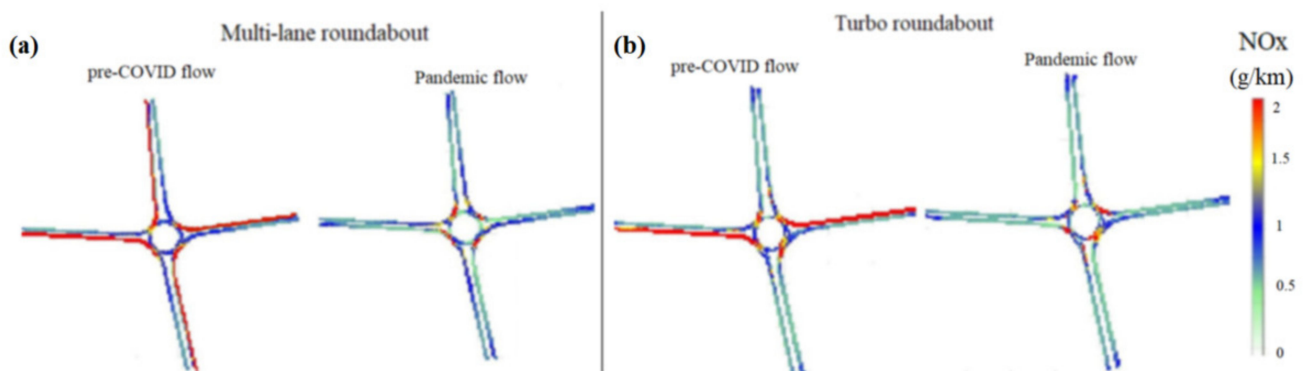 (a)
Multi-lane roundabout
pre-COVID flow
Pandemic flow
(b)
Turbo roundabout
pre-COVID flow
Pandemic flow
NOx
(g/km)
2
1.5
1
0.5
0